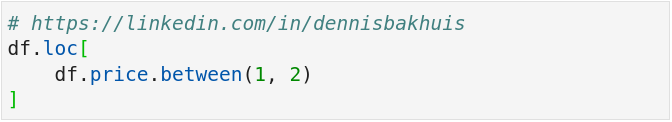 # https://linkedin.com/in/dennisbakhuis
df.loc[
    df.price.between(1, 2)
]